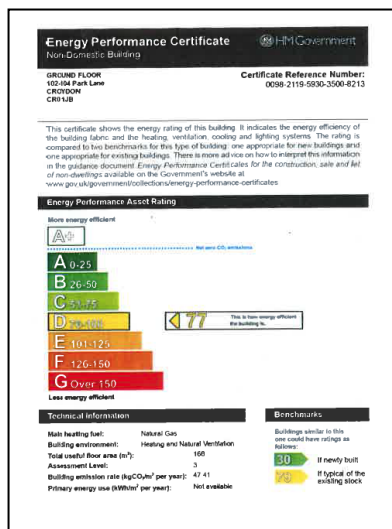 Energy Performance Certificate
Non-Domestic Building
HM Government
GROUND FLOOR
102-104 Park Lane
CROYDON
CR0 1JB
Certificate Reference Number:
0098-2119-5930-3500-8213
This certificate shows the energy rating of this building. It indicates the energy efficiency of
the building fabric and the heating, ventilation, cooling and lighting systems. The rating is
compared to two benchmarks for this type of building: one appropriate for new buildings and
one appropriate for existing buildings. There is more advice on how to interpret this information
in the guidance document Energy Performance Certificates for the construction, sale and let
of non-dwellings available on the Government's website at
www.gov.uk/government/collections/energy-performance-certificates
Energy Performance Asset Rating
More energy efficient
A+
Net zero CO₂ emissions
A 0-25
B 26-50
C 51-75
D 76-100
77
This is how energy efficient
the building is.
E 101-125
F 126-150
G Over 150
Less energy efficient
Technical information
Main heating fuel: Natural Gas
Building environment: Heating and Natural Ventilation
Total useful floor area (m²): 166
Assessment Level: 3
Building emission rate (kgCO₂/m² per year): 47.41
Primary energy use (kWh/m² per year): Not available
Benchmarks
Buildings similar to this
one could have ratings as
follows:
30 If newly built
79 If typical of the
existing stock